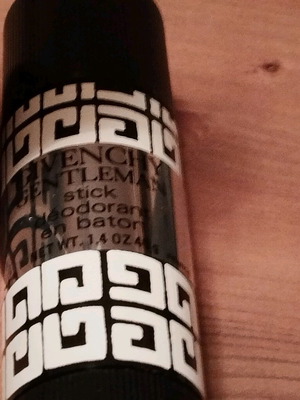 GIVENCHY
GENTLEMAN
stick
deodorant
en baton
NET WT. 1.4 OZ